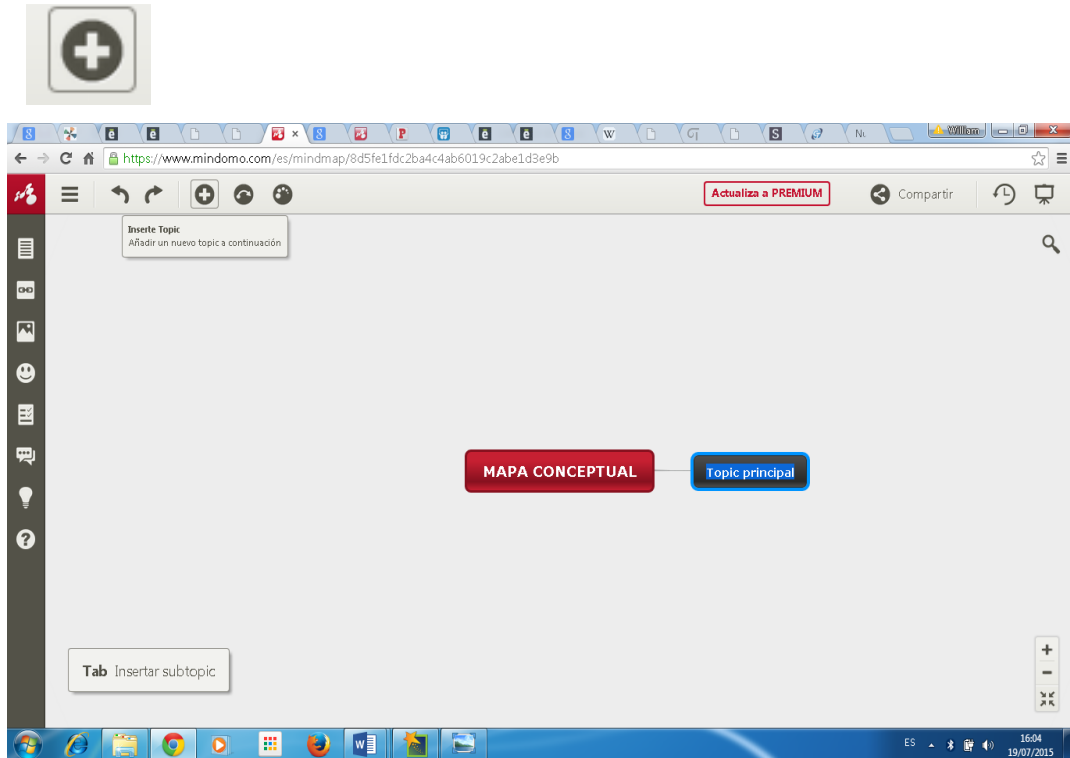 William
https://www.mindomo.com/es/mindmap/8d5fe1fdc2ba4c4ab6019c2abe1d3e9b
Actualiza a PREMIUM
Compartir
Inserte Topic
Añadir un nuevo topic a continuación
MAPA CONCEPTUAL
Topic principal
Tab Insertar subtopic
ES
16:04
19/07/2015